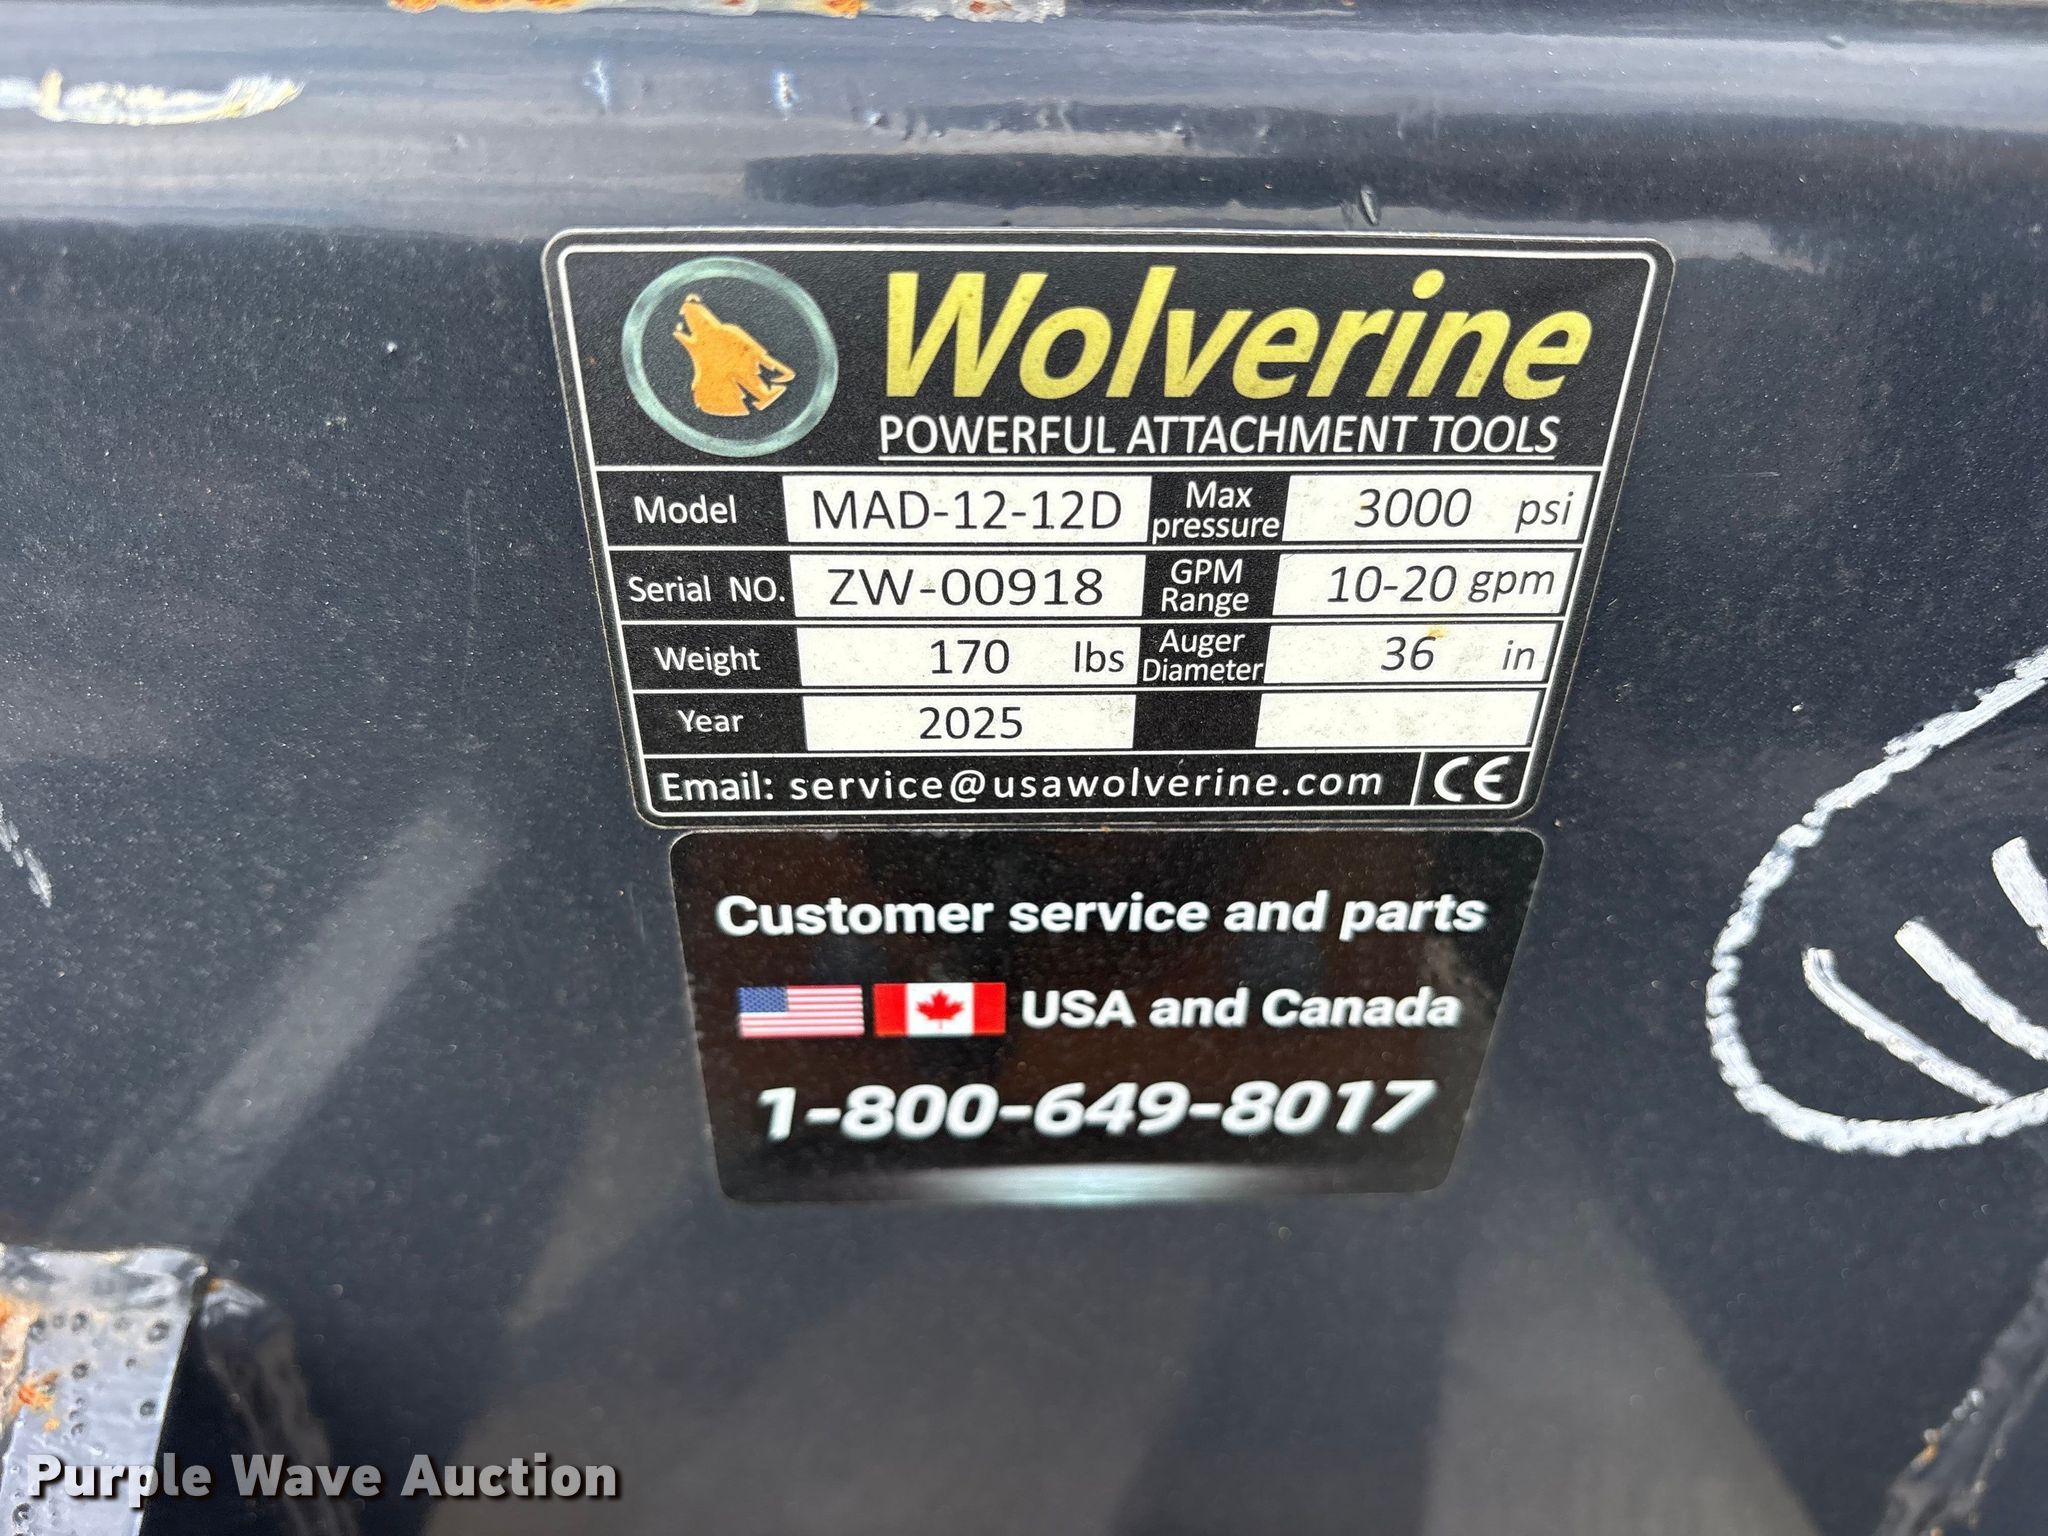 Wolverine
POWERFUL ATTACHMENT TOOLS
Model MAD-12-12D Max pressure 3000 psi
Serial NO. ZW-00918 GPM Range 10-20 gpm
Weight 170 lbs Auger Diameter 36 in
Year 2025
Email: service@usawolverine.com CE
Customer service and parts
USA and Canada
1-800-649-8017
Purple Wave Auction